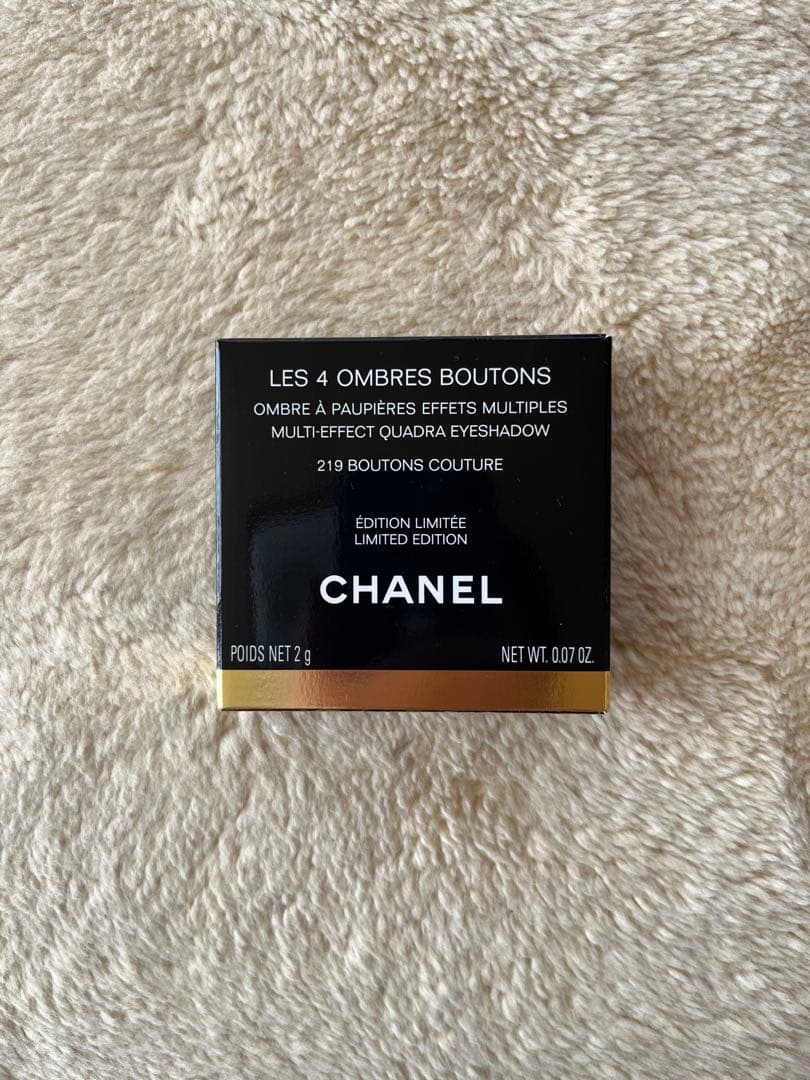 LES 4 OMBRES BOUTONS
OMBRE À PAUPIÈRES EFFETS MULTIPLES
MULTI-EFFECT QUADRA EYESHADOW
219 BOUTONS COUTURE
ÉDITION LIMITÉE
LIMITED EDITION
CHANEL
POIDS NET 2 g NET WT. 0.07 OZ.